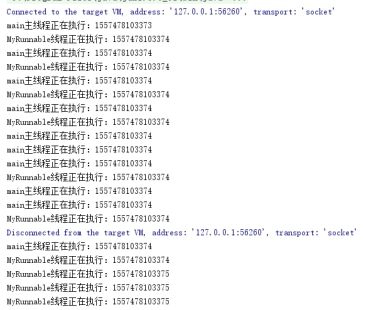 Connected to the target VM, address: '127.0.0.1:56260', transport: 'socket'
main主线程正在执行：1557478103373
MyRunnable线程正在执行：1557478103374
main主线程正在执行：1557478103374
MyRunnable线程正在执行：1557478103374
main主线程正在执行：1557478103374
MyRunnable线程正在执行：1557478103374
main主线程正在执行：1557478103374
MyRunnable线程正在执行：1557478103374
main主线程正在执行：1557478103374
main主线程正在执行：1557478103374
main主线程正在执行：1557478103374
MyRunnable线程正在执行：1557478103374
main主线程正在执行：1557478103374
main主线程正在执行：1557478103374
MyRunnable线程正在执行：1557478103374
Disconnected from the target VM, address: '127.0.0.1:56260', transport: 'socket'
main主线程正在执行：1557478103374
MyRunnable线程正在执行：1557478103374
MyRunnable线程正在执行：1557478103375
MyRunnable线程正在执行：1557478103375
MyRunnable线程正在执行：1557478103375